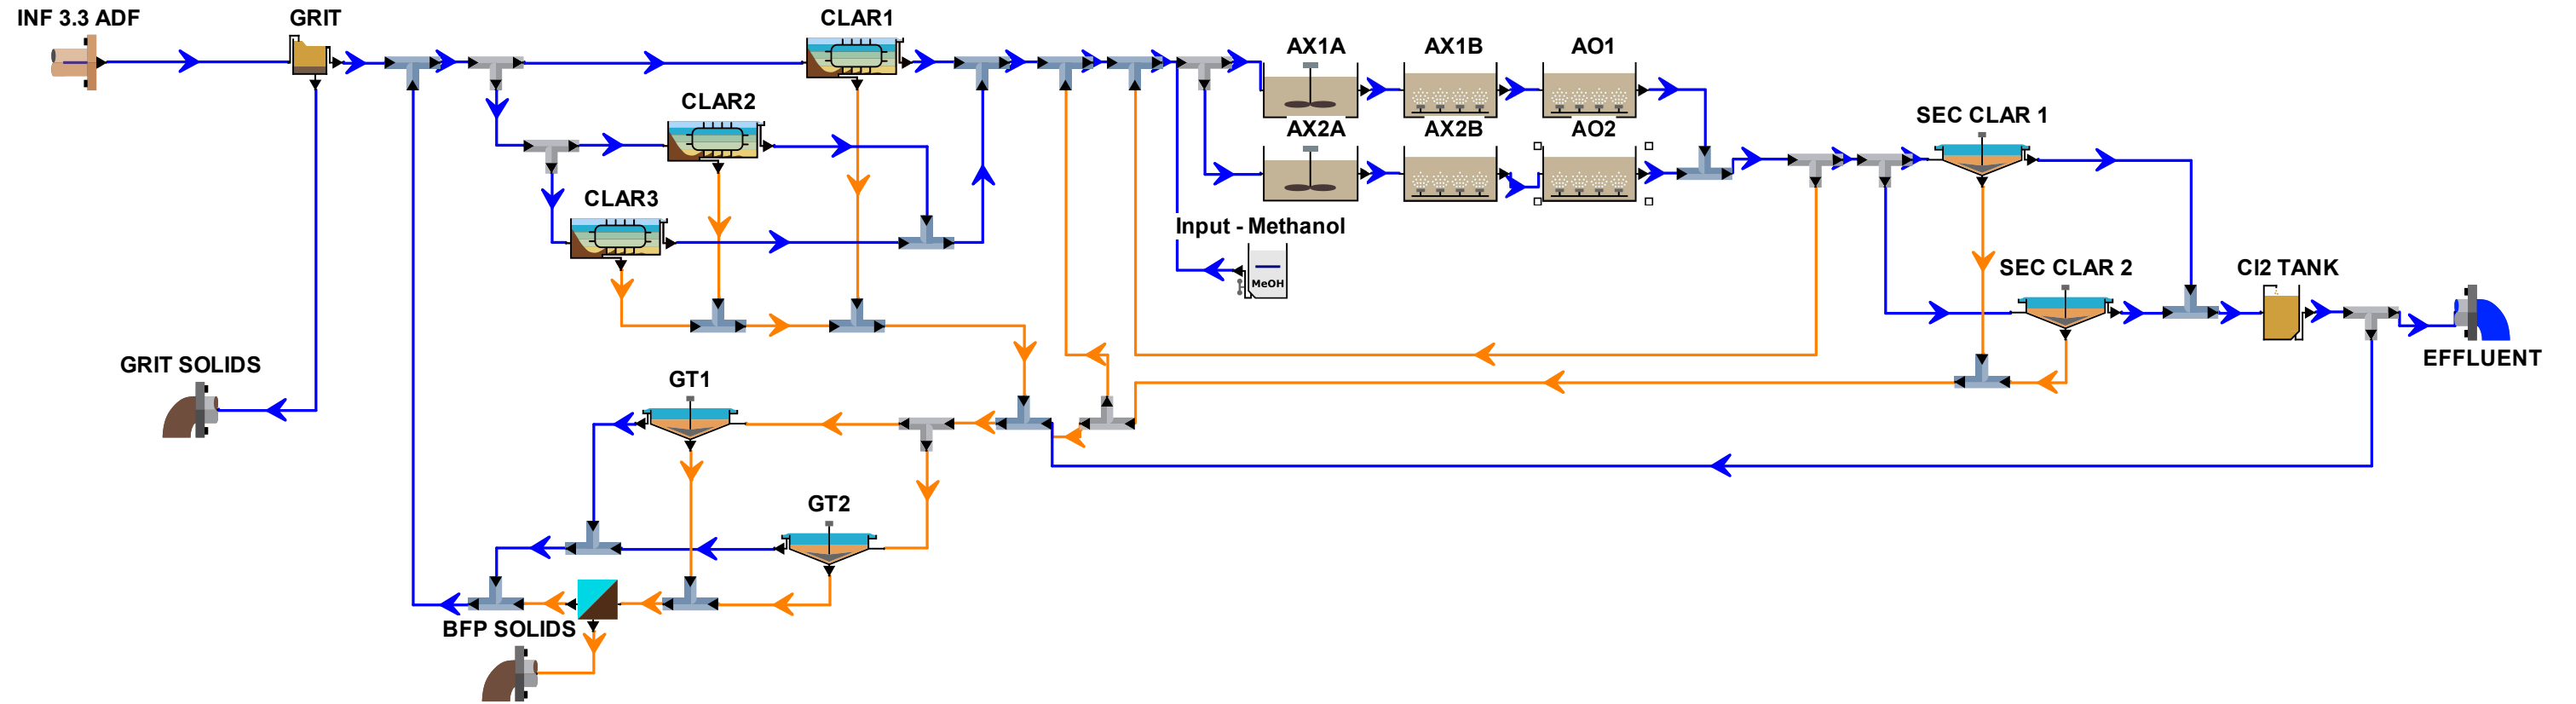 INF 3.3 ADF
GRIT
CLAR1
AX1A
AX1B
AO1
CLAR2
AX2A
AX2B
AO2
SEC CLAR 1
CLAR3
Input - Methanol
MeOH
SEC CLAR 2
Cl2 TANK
GRIT SOLIDS
GT1
EFFLUENT
GT2
BFP SOLIDS